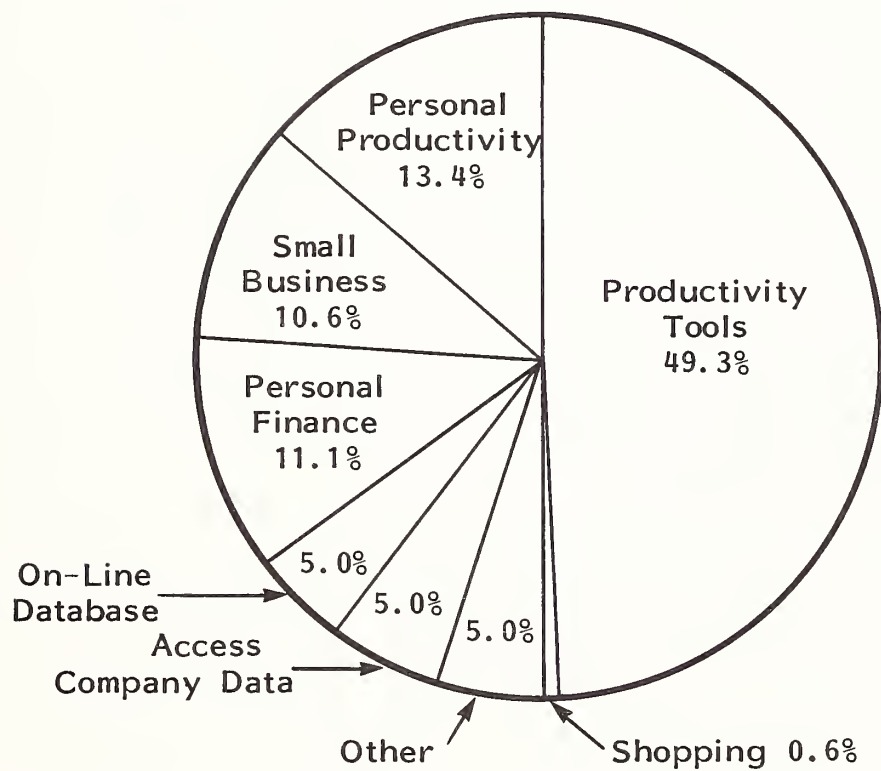 Personal
Productivity
13.4%
Small
Business
10.6%
Productivity
Tools
49.3%
Personal
Finance
11.1%
5.0%
5.0%
5.0%
On-Line
Database
Access
Company Data
Other
Shopping 0.6%